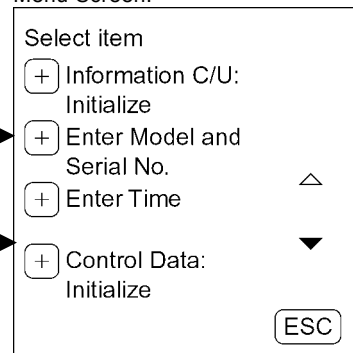 Menu Screen.
Select item
+ Information C/U:
Initialize
+ Enter Model and
Serial No.
+ Enter Time
+ Control Data:
Initialize
ESC